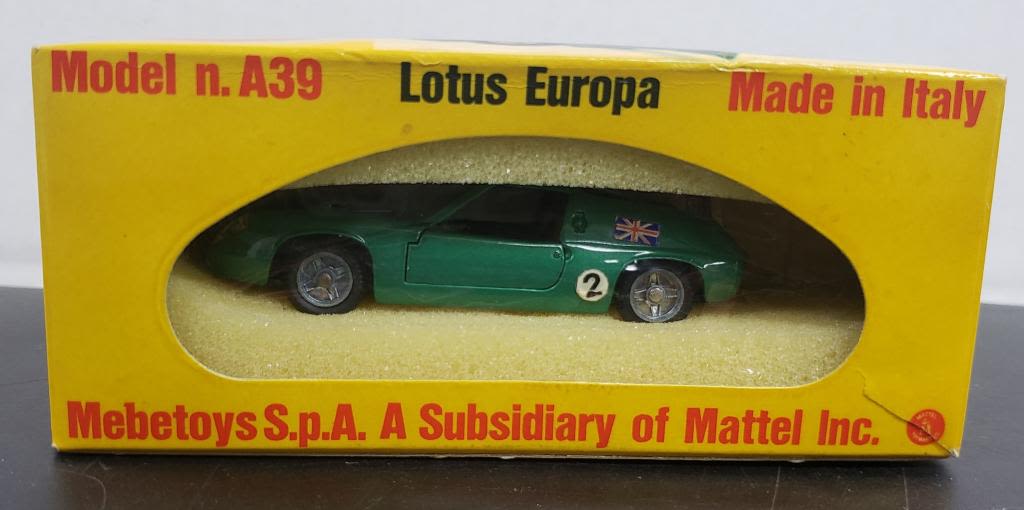 Model n. A39 Lotus Europa Made in Italy
2
Mebetoys S.p.A. A Subsidiary of Mattel Inc.